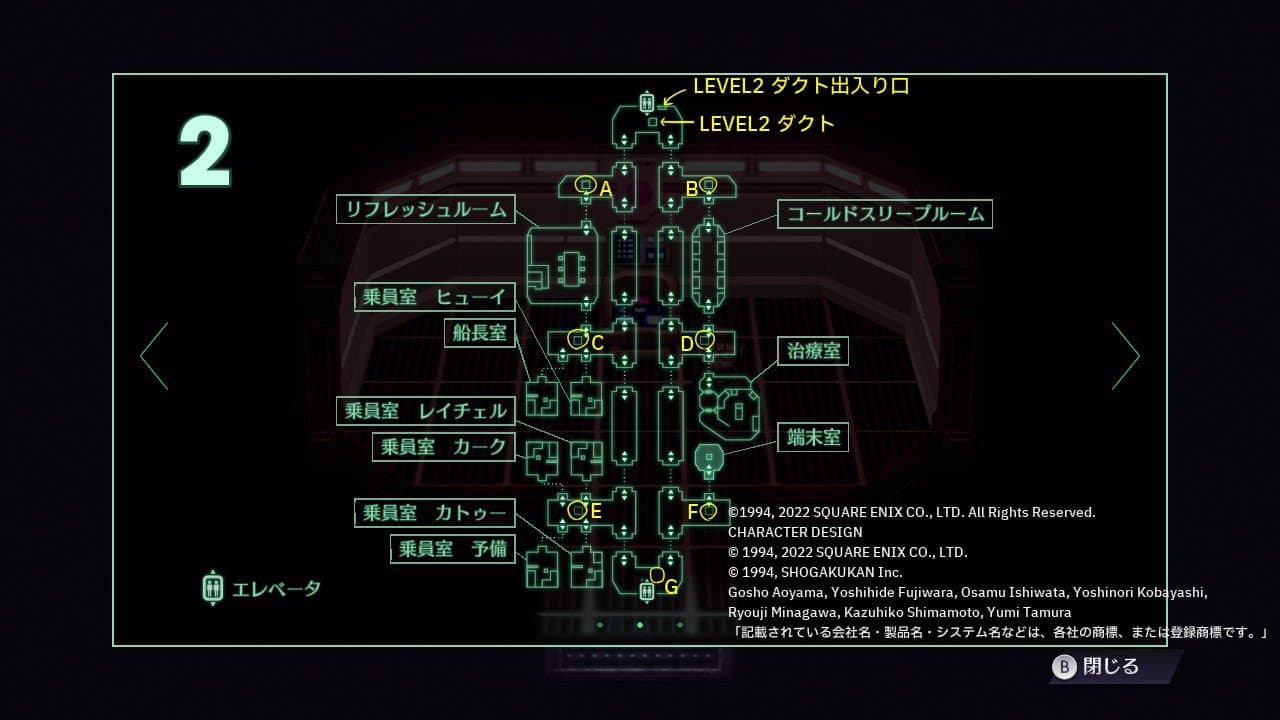 LEVEL2 ダクト出入り口
2
LEVEL2 ダクト
A
B
リフレッシュルーム
コールドスリープルーム
乗員室 ヒューイ
船長室
C
D
治療室
乗員室 レイチェル
乗員室 カーク
端末室
乗員室 カトゥー
E
F
乗員室 予備
G
エレベータ
©1994, 2022 SQUARE ENIX CO., LTD. All Rights Reserved.
CHARACTER DESIGN
© 1994, 2022 SQUARE ENIX CO., LTD.
© 1994, SHOGAKUKAN Inc.
Gosho Aoyama, Yoshihide Fujiwara, Osamu Ishiwata, Yoshinori Kobayashi,
Ryouji Minagawa, Kazuhiko Shimamoto, Yumi Tamura
「記載されている会社名・製品名・システム名などは、各社の商標、または登録商標です。」
B 閉じる